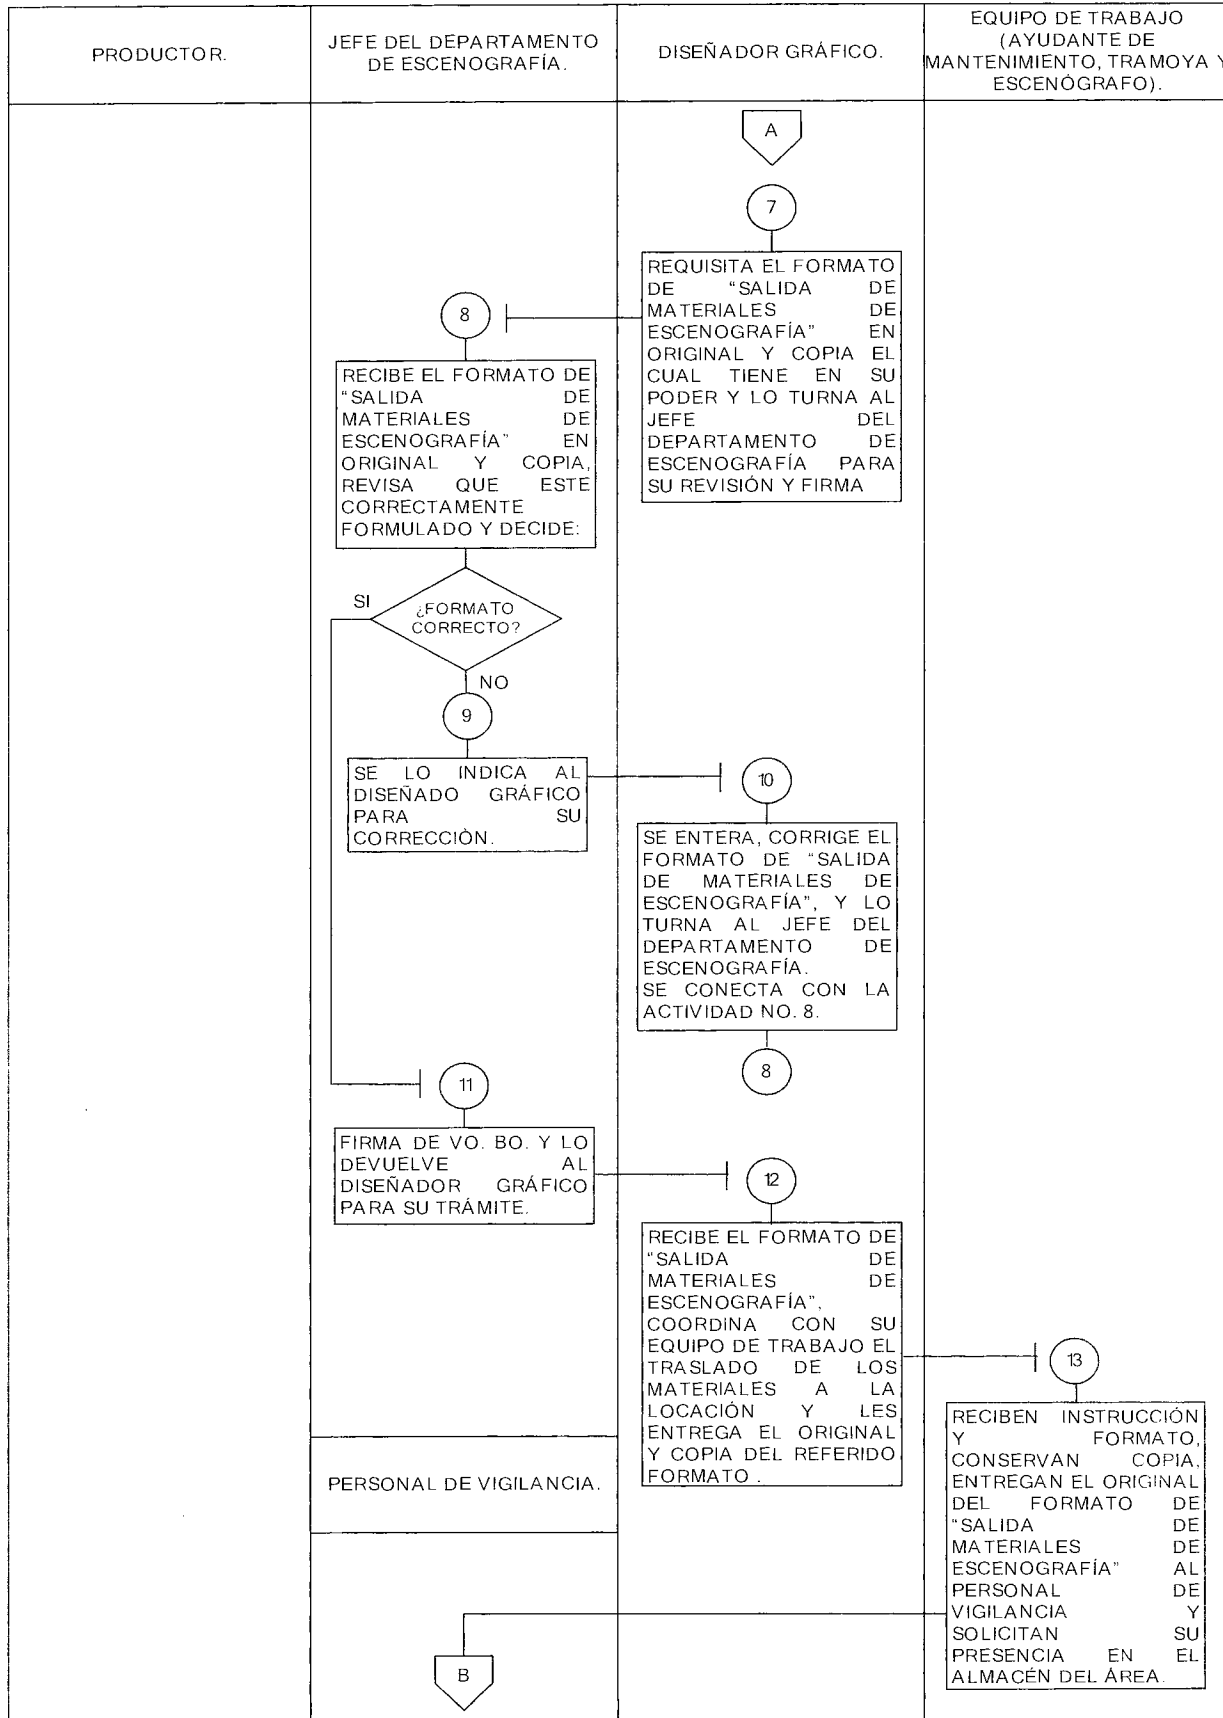 PRODUCTOR.
JEFE DEL DEPARTAMENTO
DE ESCENOGRAFÍA.
DISEÑADOR GRÁFICO.
EQUIPO DE TRABAJO
(AYUDANTE DE
MANTENIMIENTO, TRAMOYA Y
ESCENÓGRAFO).
A
7
REQUISITA EL FORMATO
DE "SALIDA DE
MATERIALES DE
ESCENOGRAFÍA" EN
ORIGINAL Y COPIA EL
CUAL TIENE EN SU
PODER Y LO TURNA AL
JEFE DEL
DEPARTAMENTO DE
ESCENOGRAFÍA PARA
SU REVISIÓN Y FIRMA
8
RECIBE EL FORMATO DE
"SALIDA DE
MATERIALES DE
ESCENOGRAFÍA" EN
ORIGINAL Y COPIA,
REVISA QUE ESTE
CORRECTAMENTE
FORMULADO Y DECIDE:
SI
¿FORMATO
CORRECTO?
NO
9
SE LO INDICA AL
DISEÑADO GRÁFICO
PARA SU
CORRECCIÓN.
10
SE ENTERA, CORRIGE EL
FORMATO DE "SALIDA
DE MATERIALES DE
ESCENOGRAFÍA", Y LO
TURNA AL JEFE DEL
DEPARTAMENTO DE
ESCENOGRAFÍA.
SE CONECTA CON LA
ACTIVIDAD NO. 8.
8
11
FIRMA DE VO. BO. Y LO
DEVUELVE AL
DISEÑADOR GRÁFICO
PARA SU TRÁMITE.
12
RECIBE EL FORMATO DE
"SALIDA DE
MATERIALES DE
ESCENOGRAFÍA",
COORDINA CON SU
EQUIPO DE TRABAJO EL
TRASLADO DE LOS
MATERIALES A LA
LOCACIÓN Y LES
ENTREGA EL ORIGINAL
Y COPIA DEL REFERIDO
FORMATO .
13
RECIBEN INSTRUCCIÓN
Y FORMATO,
CONSERVAN COPIA,
ENTREGAN EL ORIGINAL
DEL FORMATO DE
"SALIDA DE
MATERIALES DE
ESCENOGRAFÍA" AL
PERSONAL DE
VIGILANCIA Y
SOLICITAN SU
PRESENCIA EN EL
ALMACÉN DEL ÁREA.
PERSONAL DE VIGILANCIA.
B